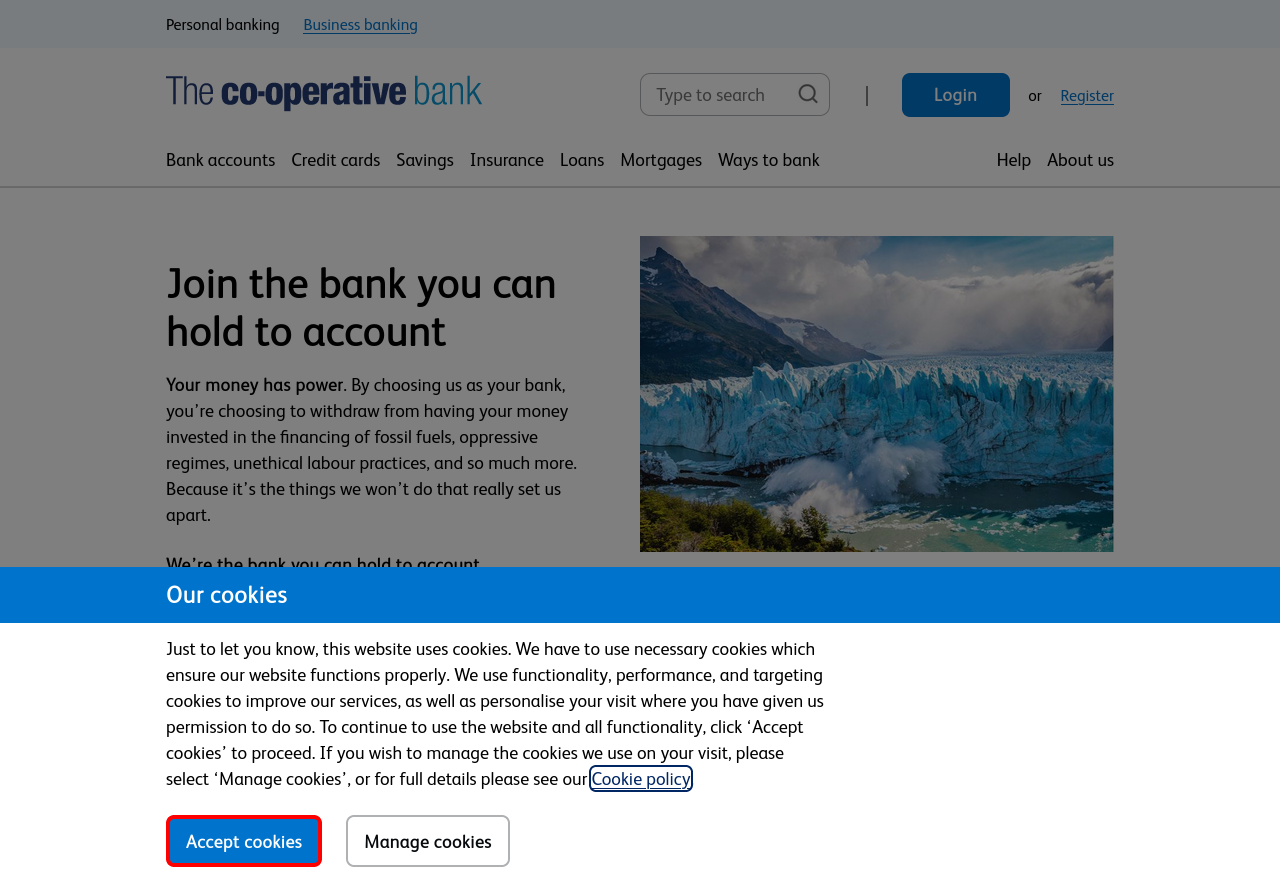 Personal banking
Business banking
The co-operative bank
Type to search
|
Login
or
Register
Bank accounts
Credit cards
Savings
Insurance
Loans
Mortgages
Ways to bank
Help
About us
Join the bank you can
hold to account
Your money has power. By choosing us as your bank,
you’re choosing to withdraw from having your money
invested in the financing of fossil fuels, oppressive
regimes, unethical labour practices, and so much more.
Because it’s the things we won’t do that really set us
apart.
We’re the bank you can hold to account
Our cookies
Just to let you know, this website uses cookies. We have to use necessary cookies which
ensure our website functions properly. We use functionality, performance, and targeting
cookies to improve our services, as well as personalise your visit where you have given us
permission to do so. To continue to use the website and all functionality, click ‘Accept
cookies’ to proceed. If you wish to manage the cookies we use on your visit, please
select ‘Manage cookies’, or for full details please see our Cookie policy.
Accept cookies
Manage cookies